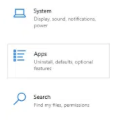 System
Display, sound, notifications,
power
Apps
Uninstall, defaults, optional
features
Search
Find my files, permissions